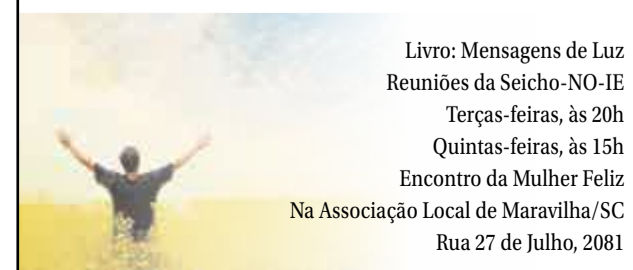 Livro: Mensagens de Luz
Reuniões da Seicho-NO-IE
Terças-feiras, às 20h
Quintas-feiras, às 15h
Encontro da Mulher Feliz
Na Associação Local de Maravilha/SC
Rua 27 de Julho, 2081